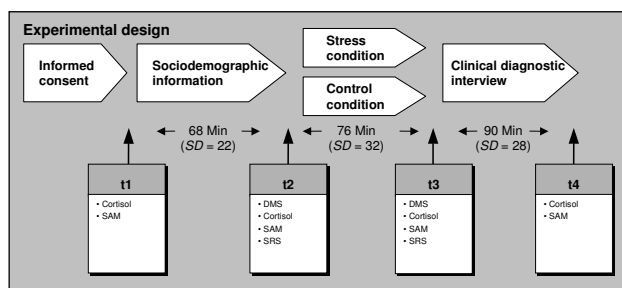 Experimental design
Informed
consent
Sociodemographic
information
Stress
condition
Control
condition
Clinical diagnostic
interview
68 Min
(SD = 22)
76 Min
(SD = 32)
90 Min
(SD = 28)
t1
• Cortisol
• SAM
t2
• DMS
• Cortisol
• SAM
• SRS
t3
• DMS
• Cortisol
• SAM
• SRS
t4
• Cortisol
• SAM